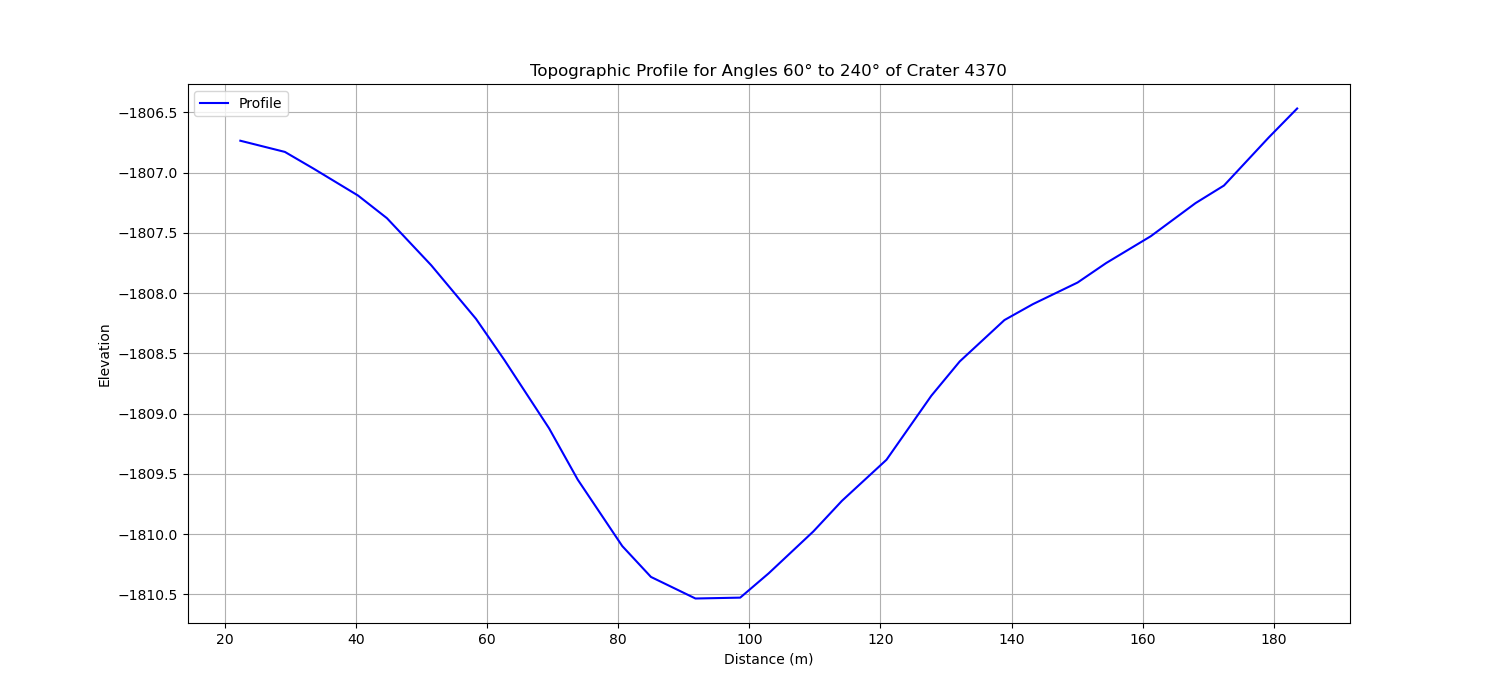 Topographic Profile for Angles 60° to 240° of Crater 4370
Profile
−1806.5
−1807.0
−1807.5
−1808.0
−1808.5
−1809.0
−1809.5
−1810.0
−1810.5
Elevation
20 40 60 80 100 120 140 160 180
Distance (m)